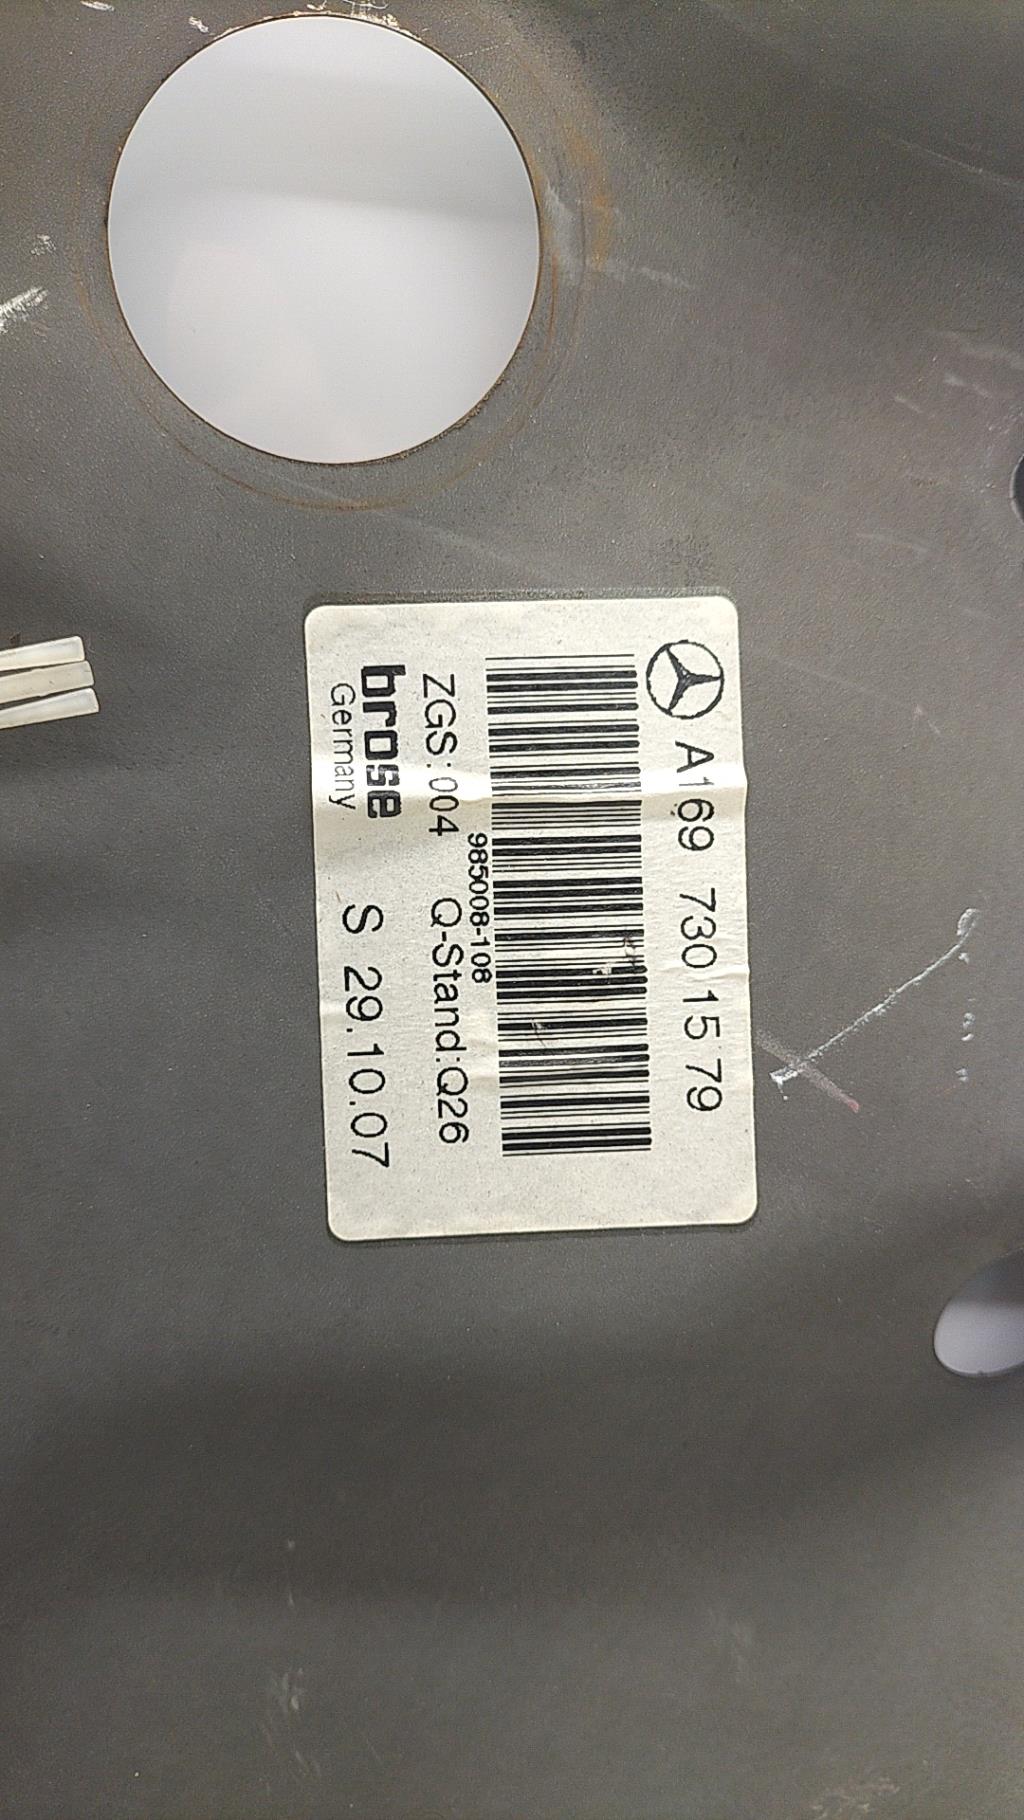 A169 730 15 79
985008-108
ZGS:004 Q-Stand:Q26
brose S 29.10.07
Germany